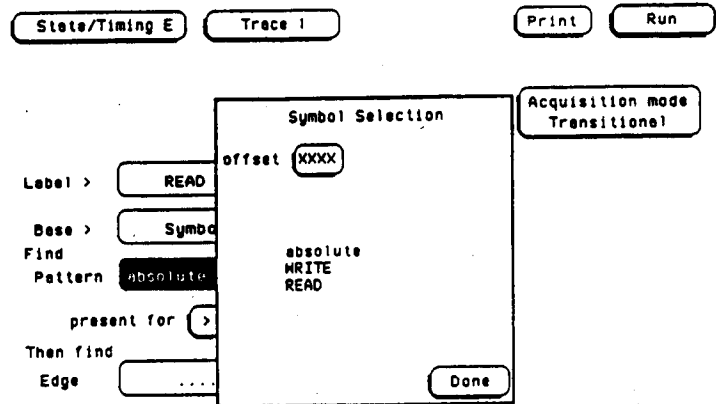 State/Timing E Trace 1 Print Run
Acquisition mode
Transitional
Symbol Selection
offset XXXX
Label > READ
Base > Symbo
Find
Pattern absolute
absolute
WRITE
READ
present for >
Then find
Edge ....
Done